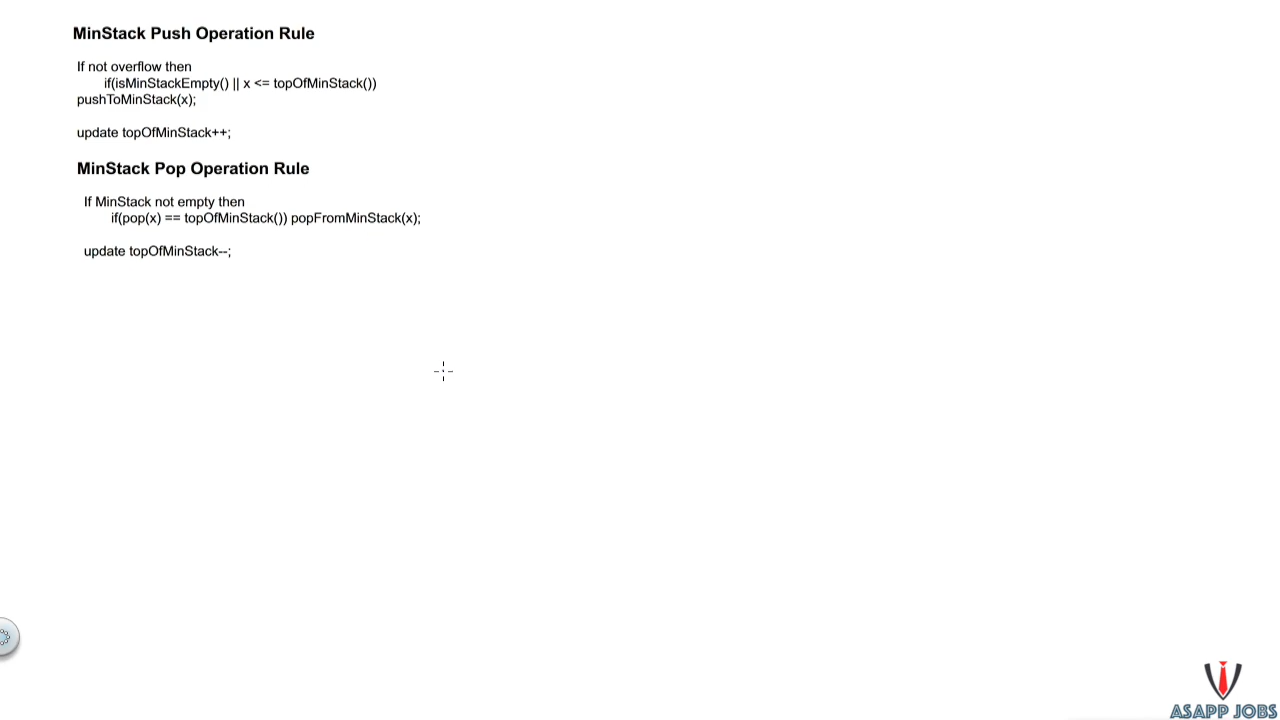 MinStack Push Operation Rule
If not overflow then
if(isMinStackEmpty() || x <= topOfMinStack())
pushToMinStack(x);
update topOfMinStack++;
MinStack Pop Operation Rule
If MinStack not empty then
if(pop(x) == topOfMinStack()) popFromMinStack(x);
update topOfMinStack--;
ASAPP JOBS